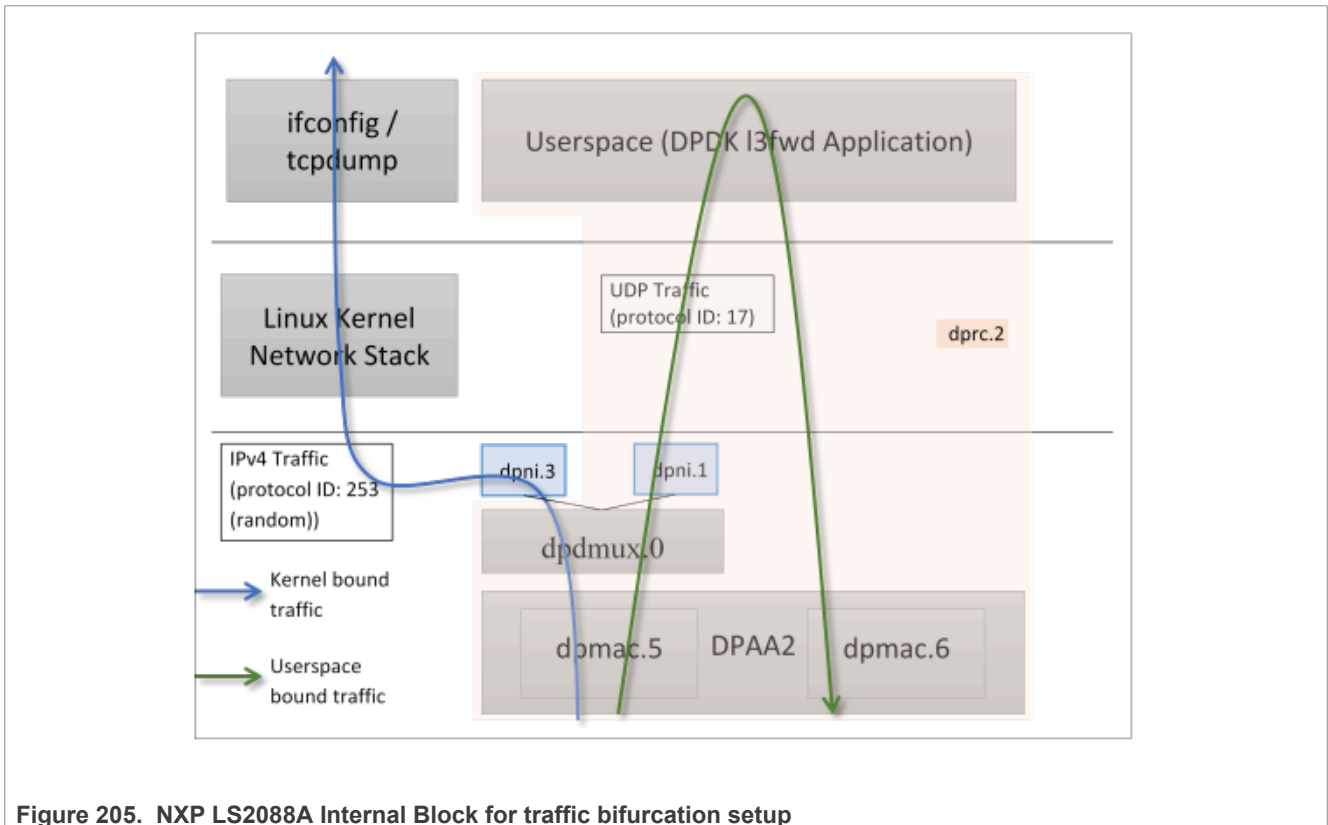 ifconfig /
tcpdump
Userspace (DPDK l3fwd Application)
Linux Kernel
Network Stack
UDP Traffic
(protocol ID: 17)
dprc.2
IPv4 Traffic
(protocol ID: 253
(random))
dpni.3
dpni.1
dpdmux.0
Kernel bound
traffic
dpmac.5
DPAA2
dpmac.6
Userspace
bound traffic
Figure 205. NXP LS2088A Internal Block for traffic bifurcation setup